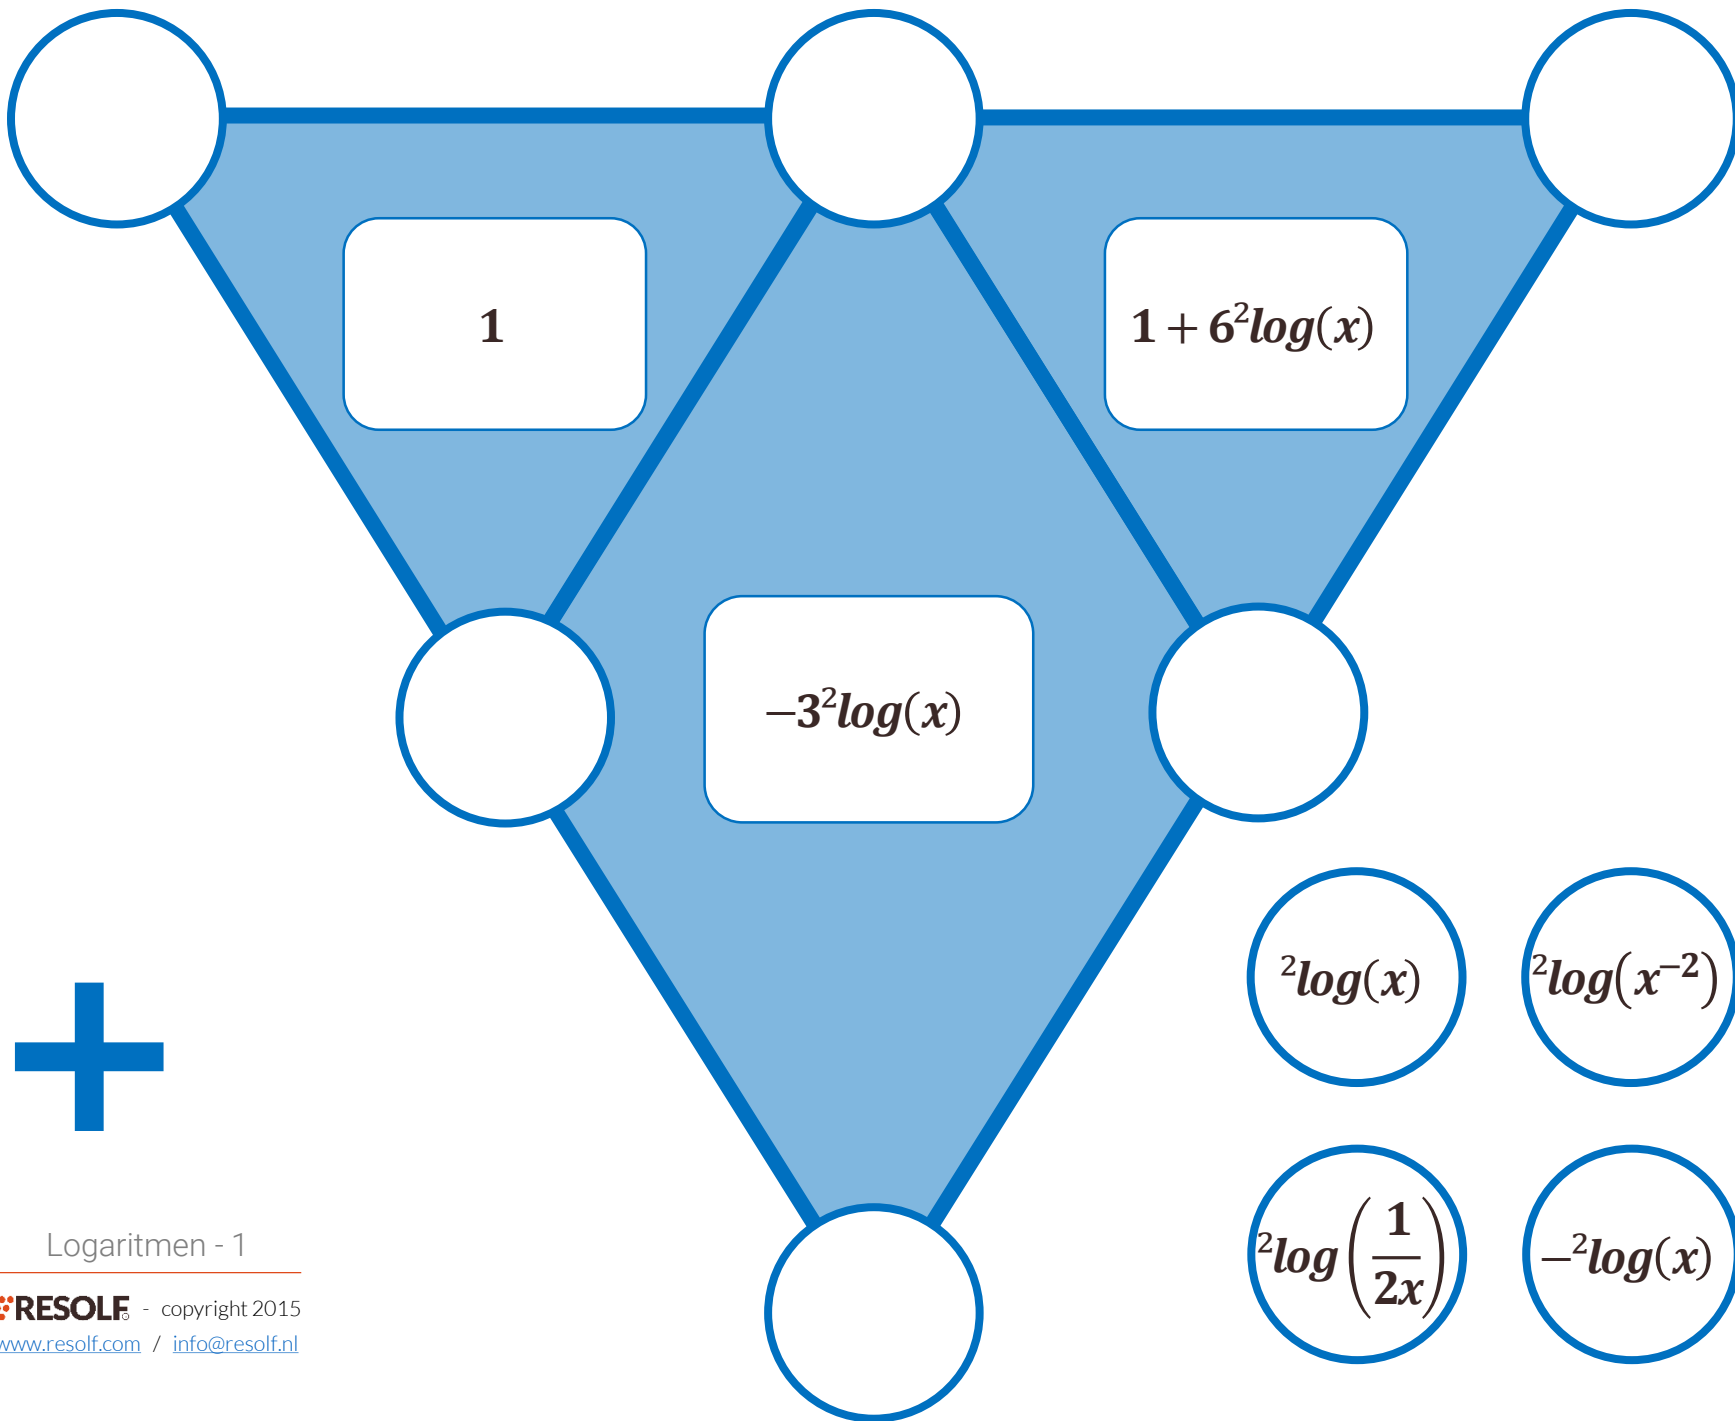 1
1 + 6²log(x)
−3²log(x)
²log(x)
²log(x⁻²)
²log(1/2x)
−²log(x)
Logaritmen - 1
RESOLF - copyright 2015
www.resolf.com / info@resolf.nl